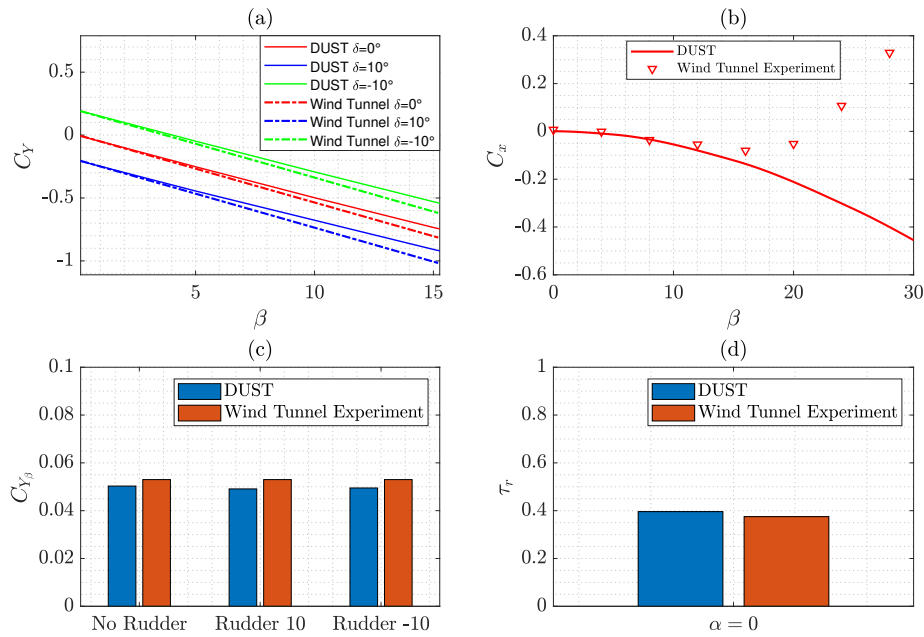 (a)
C_Y
0.5
0
-0.5
-1
5
10
15
β
DUST δ=0°
DUST δ=10°
DUST δ=-10°
Wind Tunnel δ=0°
Wind Tunnel δ=10°
Wind Tunnel δ=-10°
(b)
C_x
0.4
0.2
0
-0.2
-0.4
-0.6
0
10
20
30
β
DUST
Wind Tunnel Experiment
(c)
C_{Y_β}
0.1
0.08
0.06
0.04
0.02
0
No Rudder
Rudder 10
Rudder -10
DUST
Wind Tunnel Experiment
(d)
τ_r
1
0.8
0.6
0.4
0.2
0
α = 0
DUST
Wind Tunnel Experiment